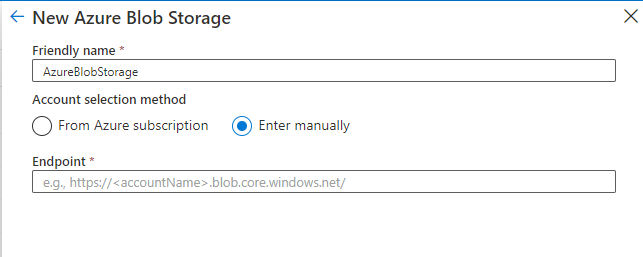 New Azure Blob Storage
Friendly name *
AzureBlobStorage
Account selection method
From Azure subscription Enter manually
Endpoint *
e.g., https://<accountName>.blob.core.windows.net/